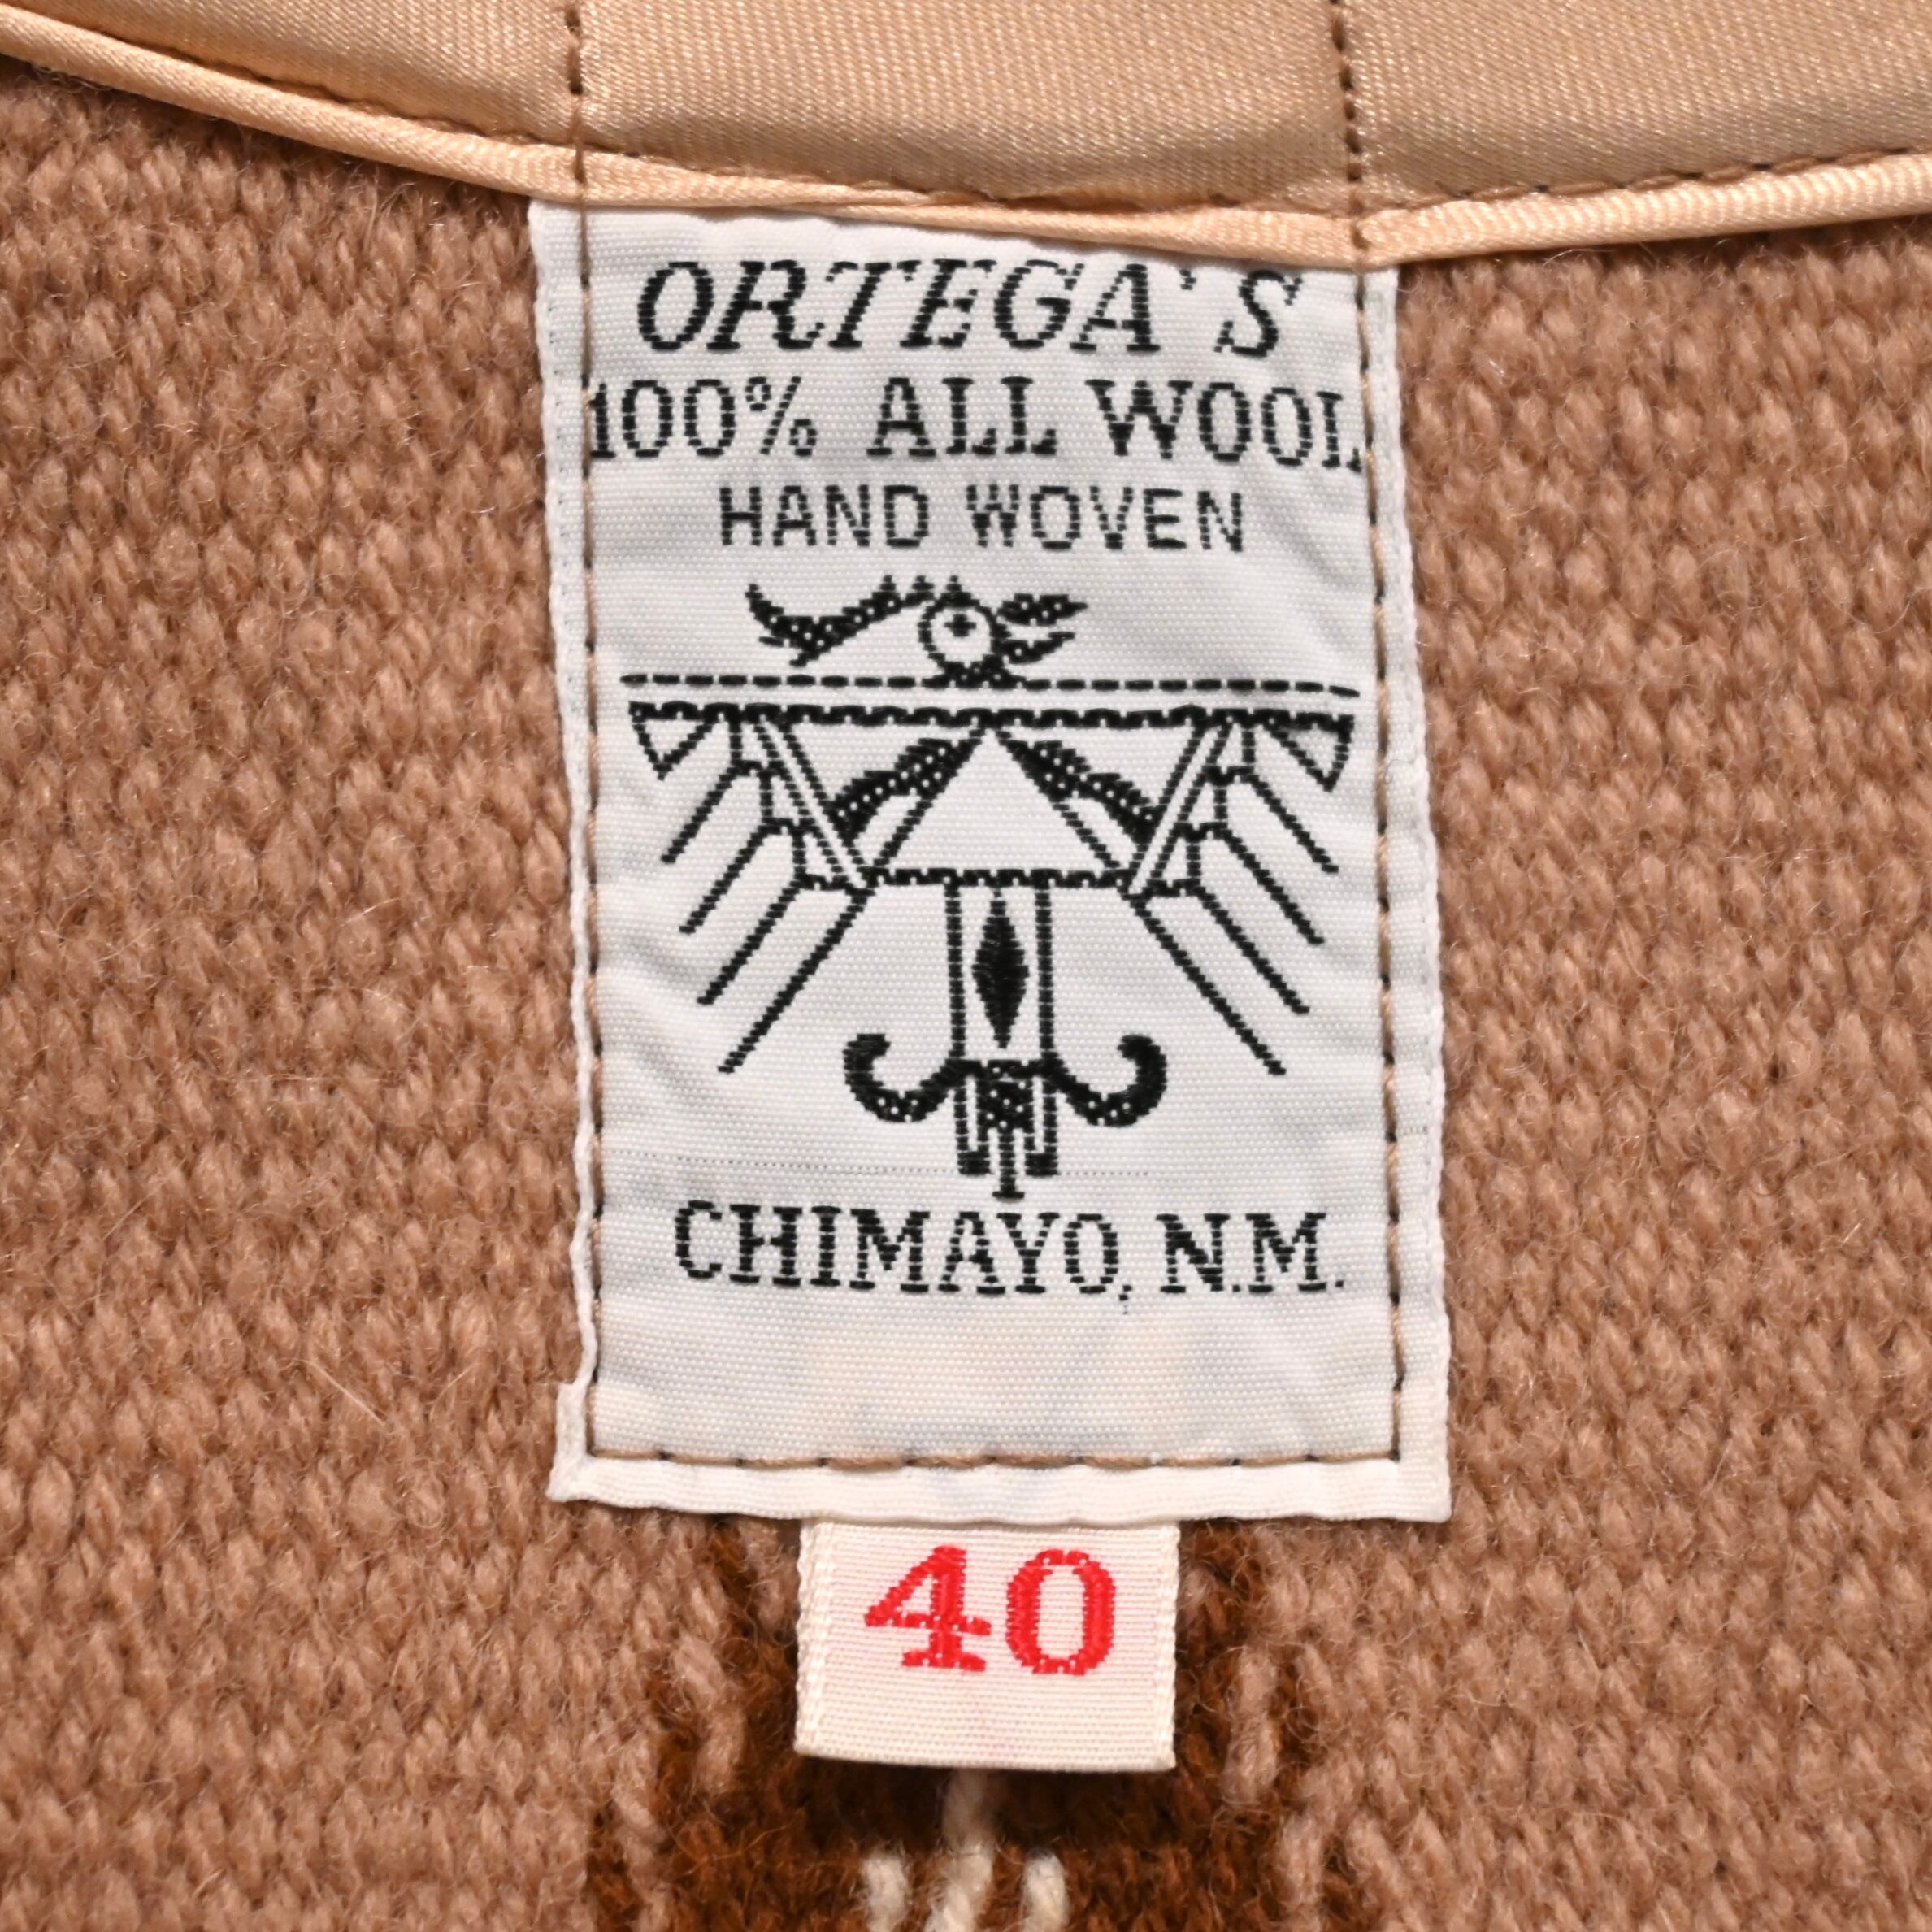 ORTEGA'S
100% ALL WOOL
HAND WOVEN
CHIMAYO, N.M.
40